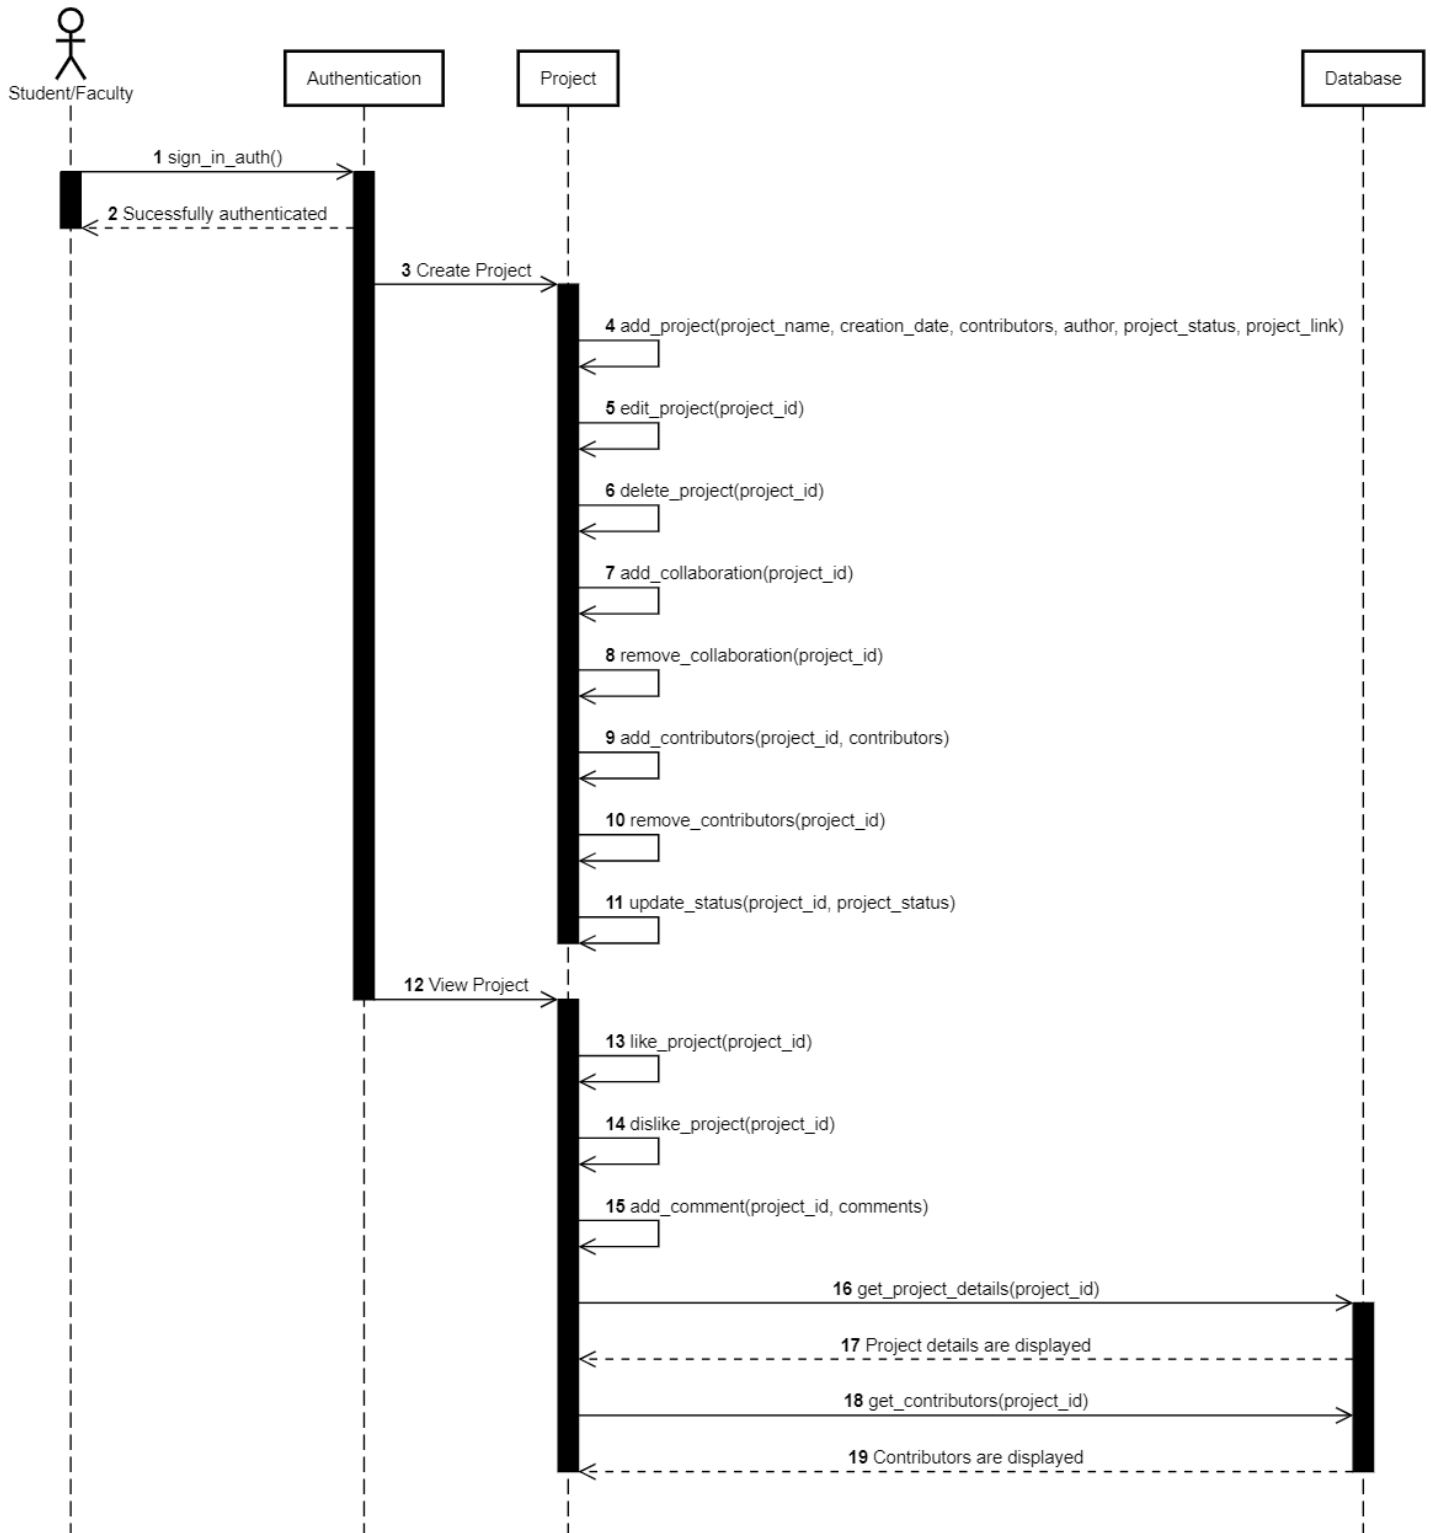 Student/Faculty
Authentication
Project
Database
1 sign_in_auth()
2 Sucessfully authenticated
3 Create Project
4 add_project(project_name, creation_date, contributors, author, project_status, project_link)
5 edit_project(project_id)
6 delete_project(project_id)
7 add_collaboration(project_id)
8 remove_collaboration(project_id)
9 add_contributors(project_id, contributors)
10 remove_contributors(project_id)
11 update_status(project_id, project_status)
12 View Project
13 like_project(project_id)
14 dislike_project(project_id)
15 add_comment(project_id, comments)
16 get_project_details(project_id)
17 Project details are displayed
18 get_contributors(project_id)
19 Contributors are displayed